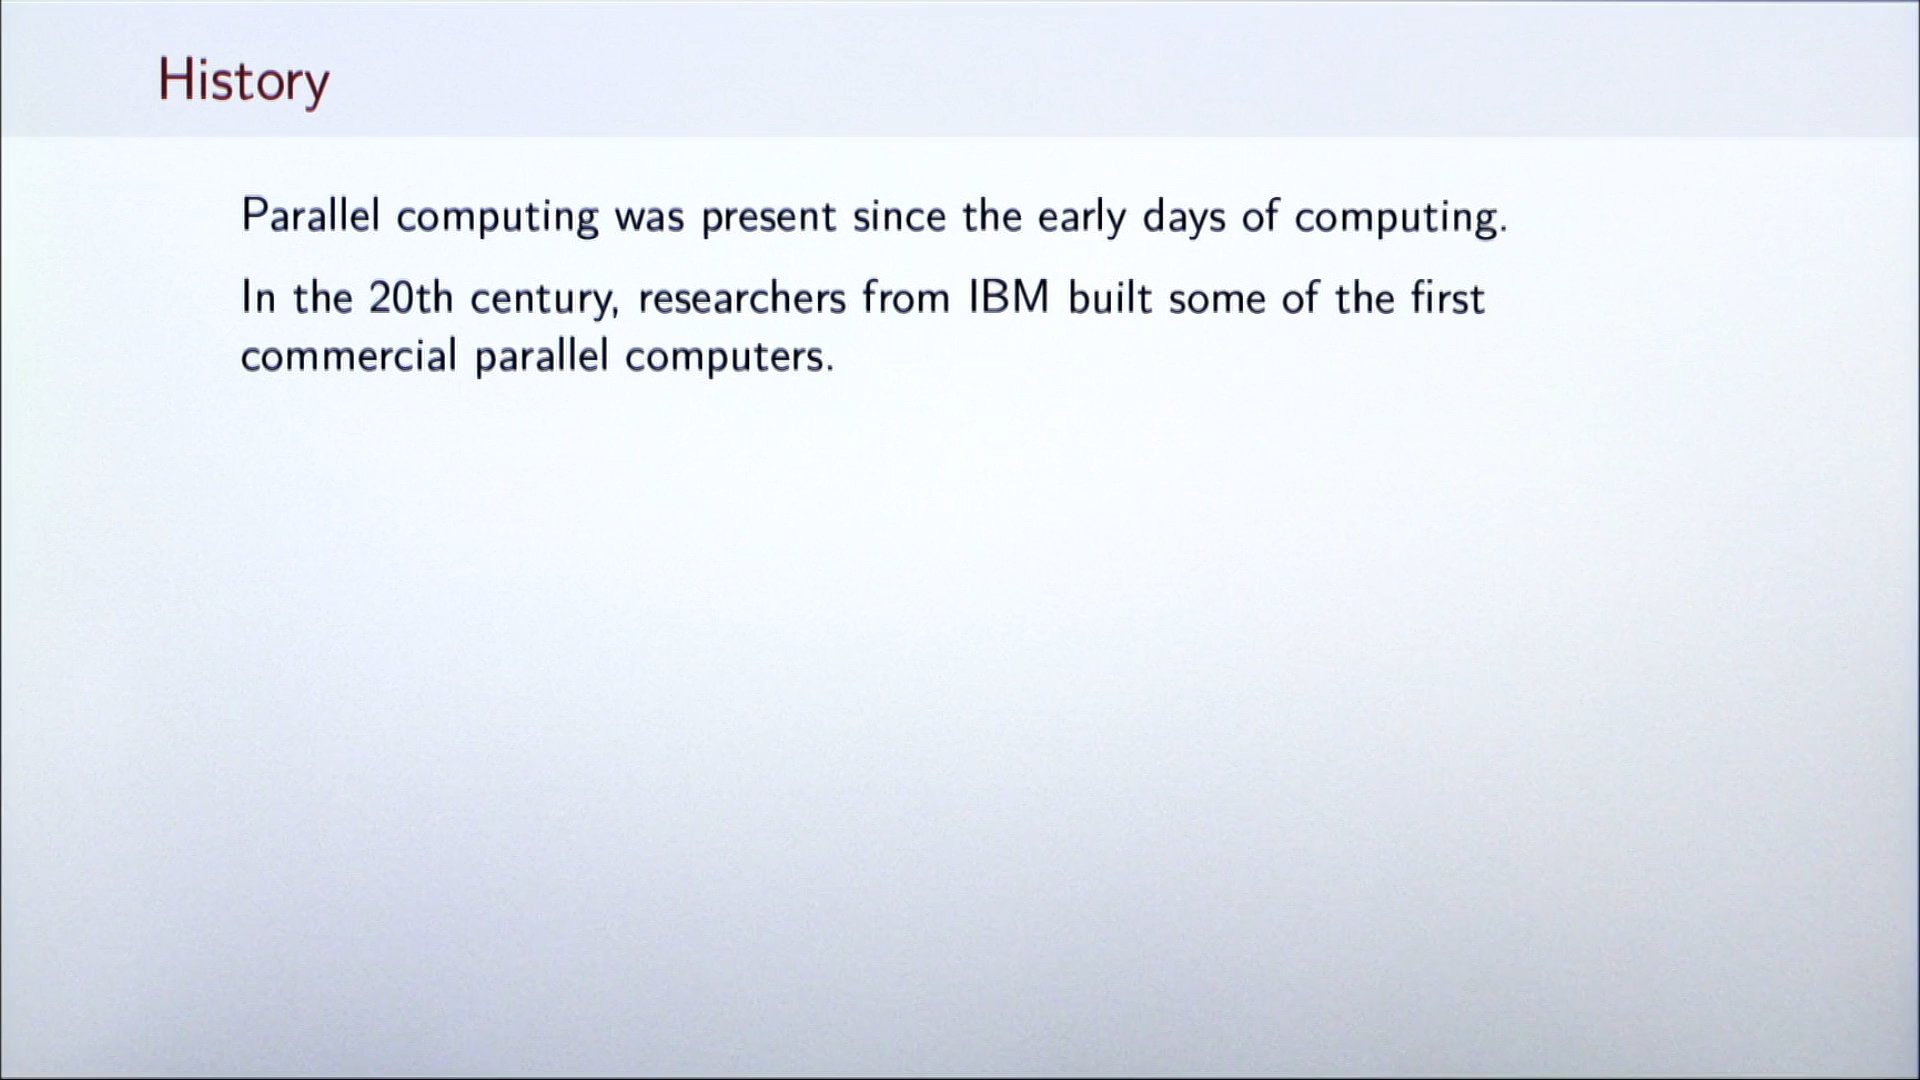 History
Parallel computing was present since the early days of computing.
In the 20th century, researchers from IBM built some of the first
commercial parallel computers.